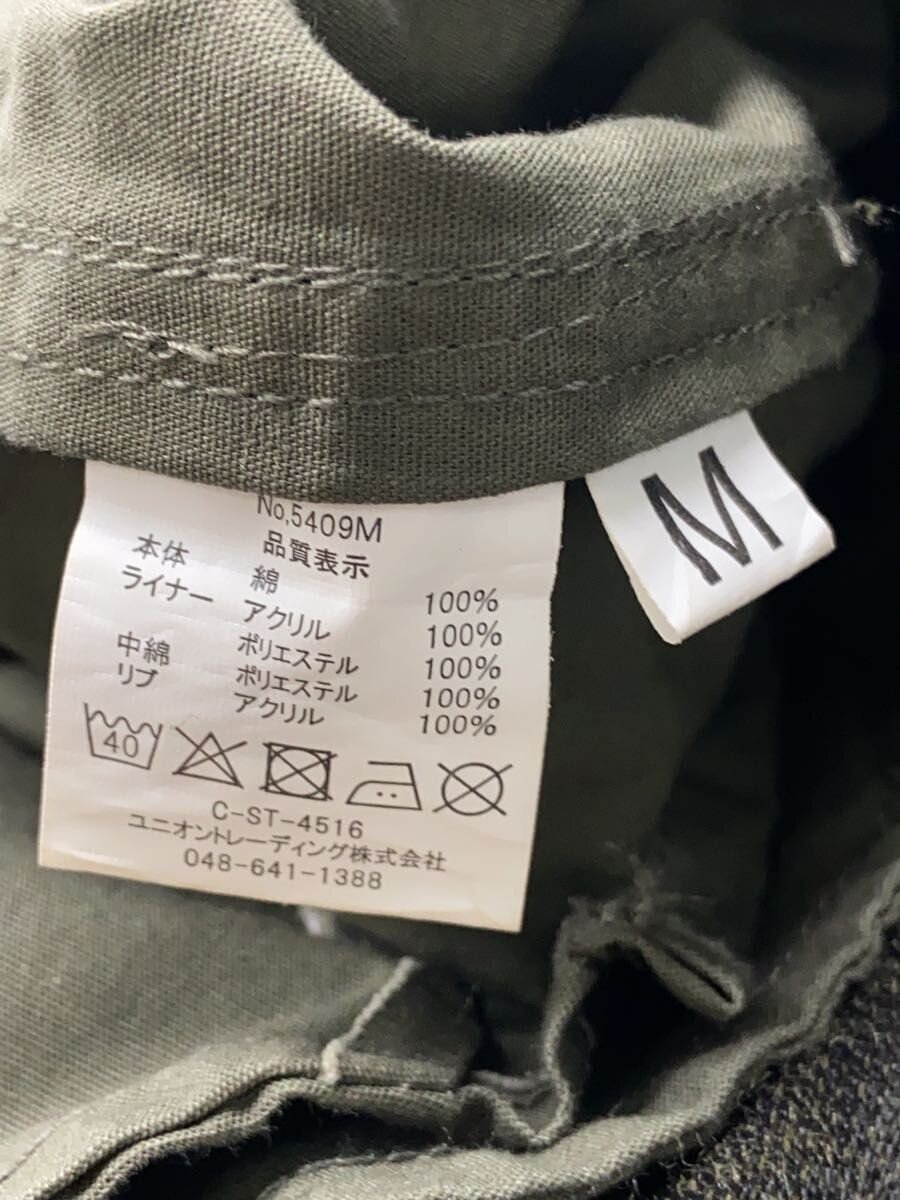 No,5409M
品質表示
本体 綿 100%
ライナー アクリル 100%
ポリエステル 100%
中綿 ポリエステル 100%
リブ アクリル 100%
40
C-ST-4516
ユニオントレーディング株式会社
048-641-1388
M